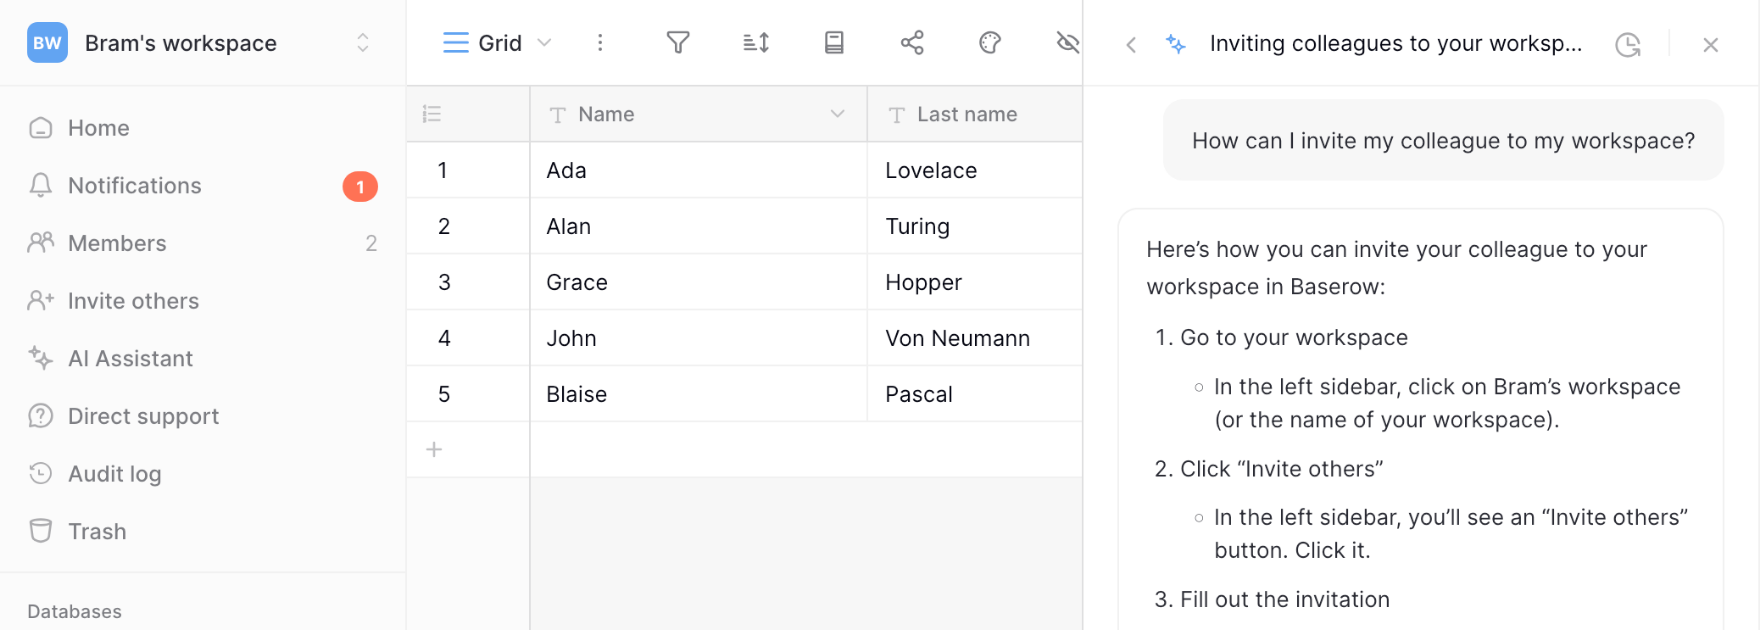 BW Bram's workspace
Home
Notifications 1
Members 2
Invite others
AI Assistant
Direct support
Audit log
Trash
Databases
Grid
Name Last name
1 Ada Lovelace
2 Alan Turing
3 Grace Hopper
4 John Von Neumann
5 Blaise Pascal
+
Inviting colleagues to your worksp...
How can I invite my colleague to my workspace?
Here’s how you can invite your colleague to your
workspace in Baserow:
1. Go to your workspace
In the left sidebar, click on Bram’s workspace
(or the name of your workspace).
2. Click “Invite others”
In the left sidebar, you’ll see an “Invite others”
button. Click it.
3. Fill out the invitation